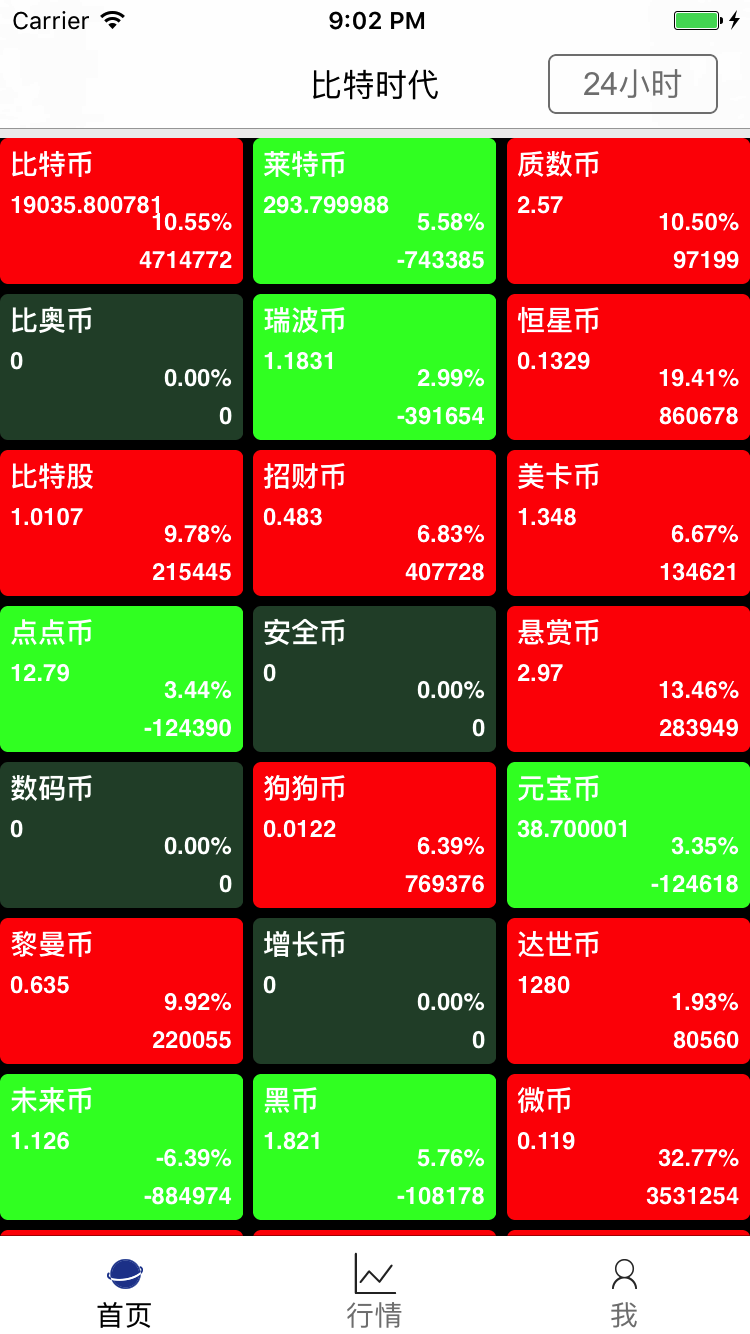 Carrier 9:02 PM
比特时代 24小时
比特币
19035.800781
10.55%
4714772
莱特币
293.799988
5.58%
-743385
质数币
2.57
10.50%
97199
比奥币
0
0.00%
0
瑞波币
1.1831
2.99%
-391654
恒星币
0.1329
19.41%
860678
比特股
1.0107
9.78%
215445
招财币
0.483
6.83%
407728
美卡币
1.348
6.67%
134621
点点币
12.79
3.44%
-124390
安全币
0
0.00%
0
悬赏币
2.97
13.46%
283949
数码币
0
0.00%
0
狗狗币
0.0122
6.39%
769376
元宝币
38.700001
3.35%
-124618
黎曼币
0.635
9.92%
220055
增长币
0
0.00%
0
达世币
1280
1.93%
80560
未来币
1.126
-6.39%
-884974
黑币
1.821
5.76%
-108178
微币
0.119
32.77%
3531254
首页 行情 我